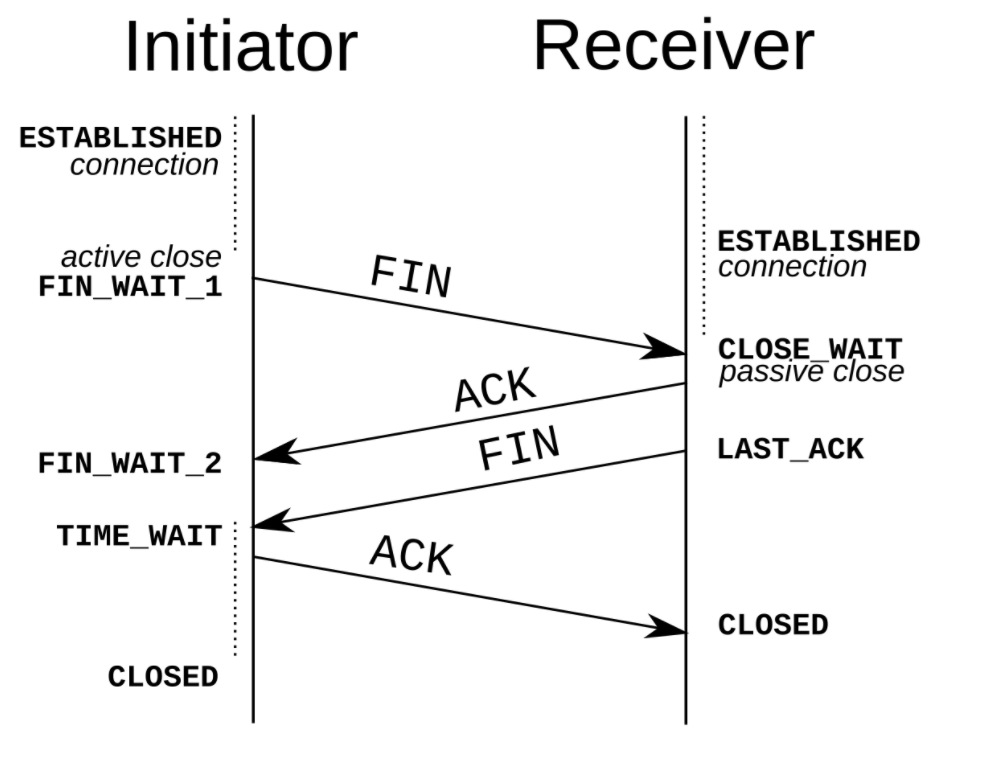 Initiator
Receiver
ESTABLISHED
connection
active close
FIN_WAIT_1
FIN
ESTABLISHED
connection
CLOSE_WAIT
passive close
ACK
FIN
LAST_ACK
FIN_WAIT_2
TIME_WAIT
ACK
CLOSED
CLOSED